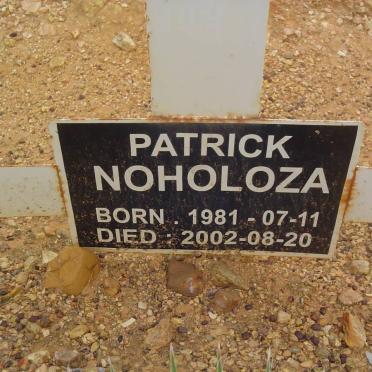 PATRICK
NOHOLOZA
BORN . 1981 - 07-11
DIED : 2002-08-20